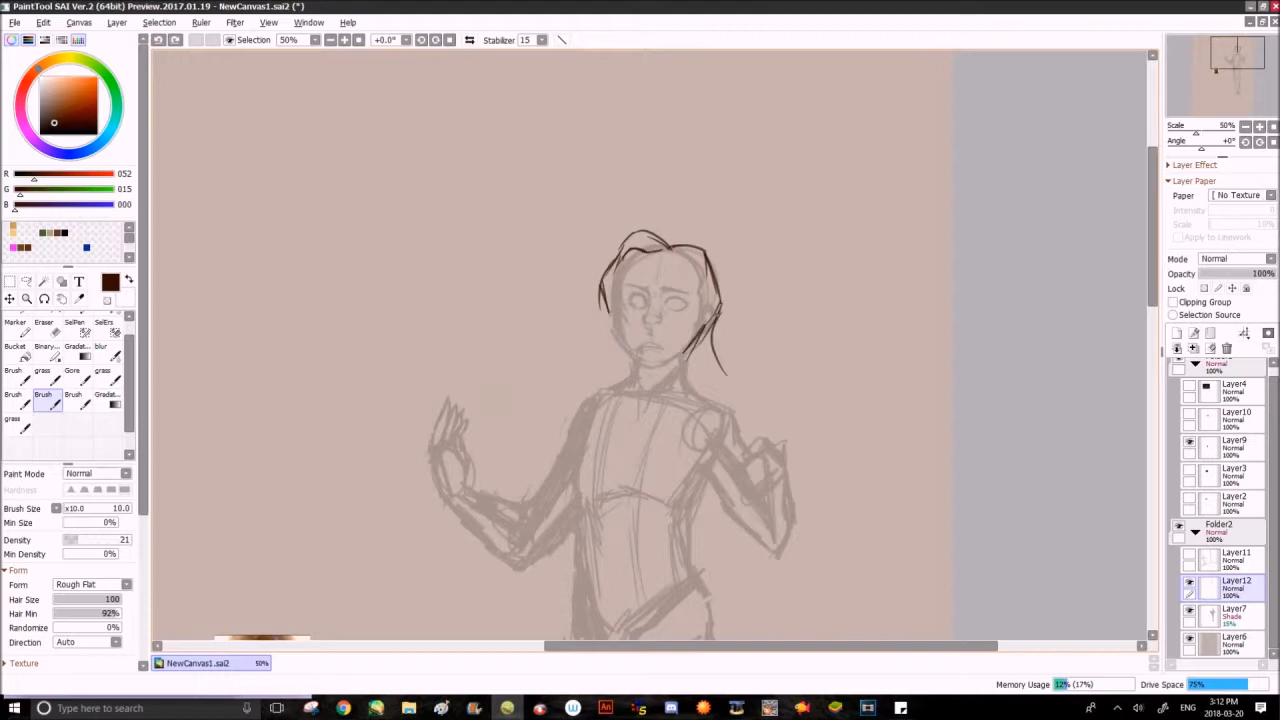 PaintTool SAI Ver.2 (64bit) Preview.2017.01.19 - NewCanvas1.sai2 (*)
File Edit Canvas Layer Selection Ruler Filter View Window Help
Selection 50% +0.0° Stabilizer 15
Scale 50%
Angle +0°
R 052
G 015
B 000
Layer Effect
Layer Paper
Paper [ No Texture
Intensity 0
Scale 10%
Apply to Linework
Mode Normal
Opacity 100%
Lock
Clipping Group
Selection Source
T
Marker Eraser SelPen SelErs
Bucket Binary... Gradat... blur
Brush grass Gore grass
Brush Brush Brush Gradat...
grass
Paint Mode Normal
Hardness
Brush Size x10.0 10.0
Min Size 0%
Density 21
Min Density 0%
Form
Form Rough Flat
Hair Size 100
Hair Min 92%
Randomize 0%
Direction Auto
Texture
Normal
100%
Layer4
Normal
100%
Layer10
Normal
100%
Layer9
Normal
100%
Layer3
Normal
100%
Layer2
Normal
100%
Folder2
Normal
100%
Layer11
Normal
100%
Layer12
Normal
100%
Layer7
Shade
15%
Layer6
Normal
100%
NewCanvas1.sai2 50%
Memory Usage 12% (17%) Drive Space 75%
Type here to search
An
ENG
3:12 PM
2018-03-20